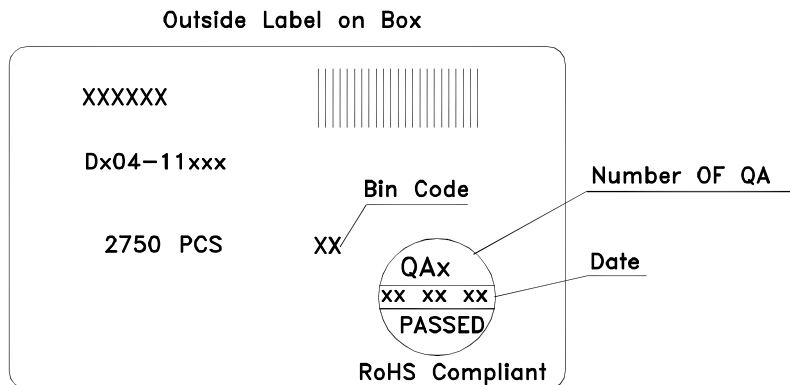 Outside Label on Box
XXXXXX
Dx04-11xxx
Bin Code
Number OF QA
2750 PCS
XX
QAx
Date
xx xx xx
PASSED
RoHS Compliant